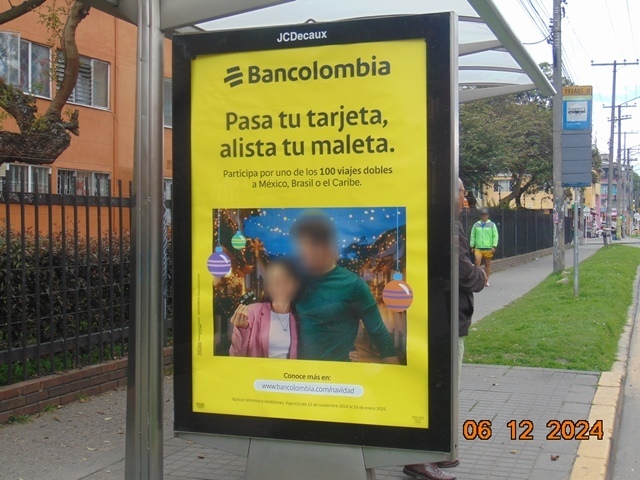 JCDecaux
Bancolombia
Pasa tu tarjeta,
alista tu maleta.
Participa por uno de los 100 viajes dobles
a México, Brasil o el Caribe.
Conoce más en:
www.bancolombia.com/navidad
06 12 2024